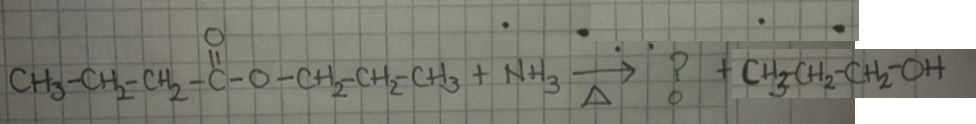 O
CH₃-CH₂-CH₂-C-O-CH₂-CH₂-CH₃ + NH₃ → ? + CH₃-CH₂-CH₂-OH
Δ